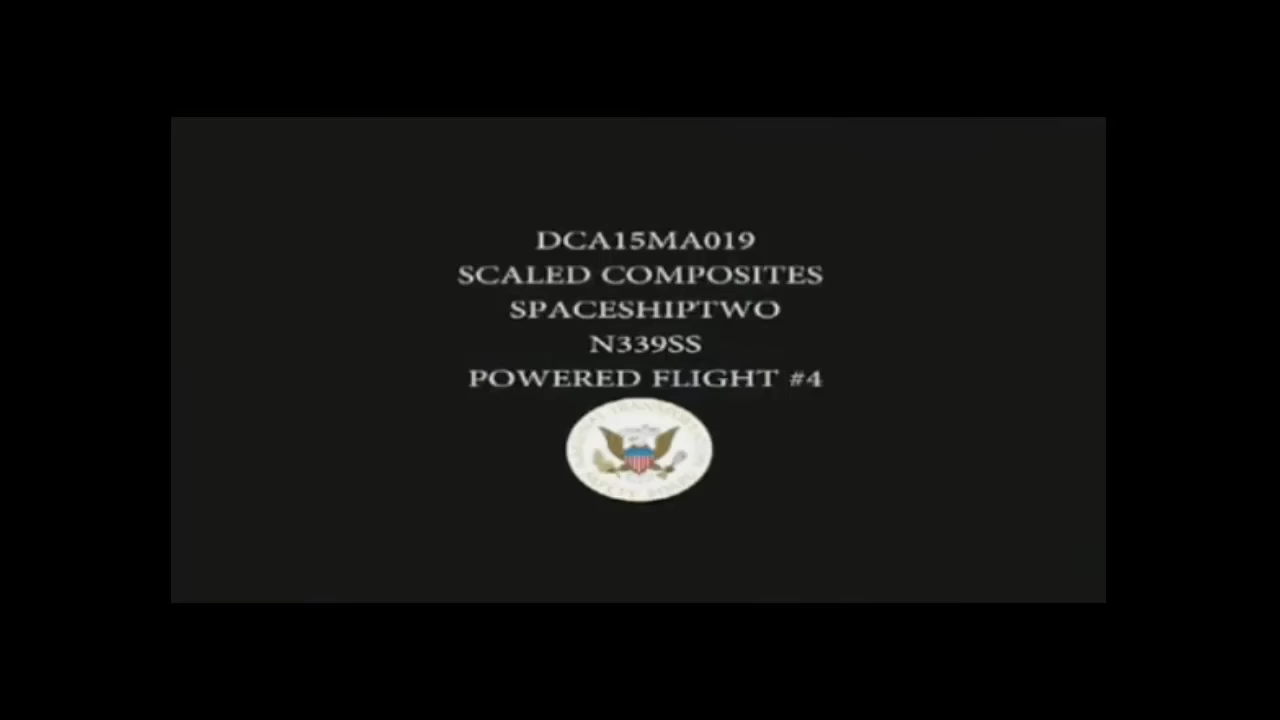 DCA15MA019
SCALED COMPOSITES
SPACESHIPTWO
N339SS
POWERED FLIGHT #4